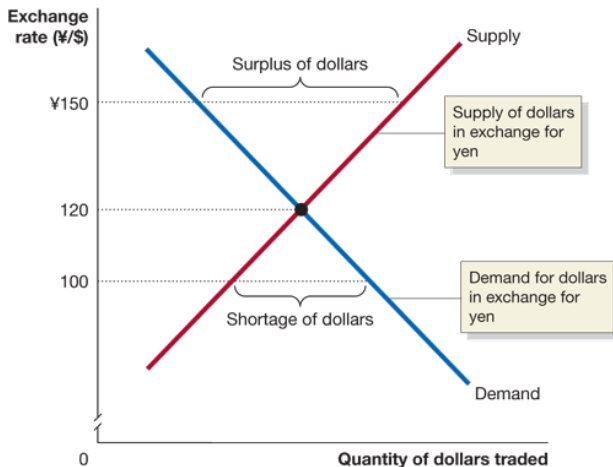 Exchange
rate (¥/$)
Supply
Surplus of dollars
¥150
Supply of dollars
in exchange for
yen
120
100
Demand for dollars
in exchange for
yen
Shortage of dollars
Demand
0
Quantity of dollars traded